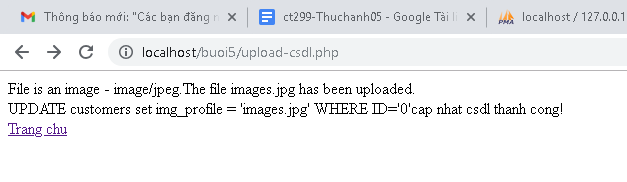 Thông báo mới: "Các bạn đăng n
ct299-Thuchanh05 - Google Tài li
localhost / 127.0.0.1
localhost/buoi5/upload-csdl.php
File is an image - image/jpeg.The file images.jpg has been uploaded.
UPDATE customers set img_profile = 'images.jpg' WHERE ID='0'cap nhat csdl thanh cong!
Trang chu